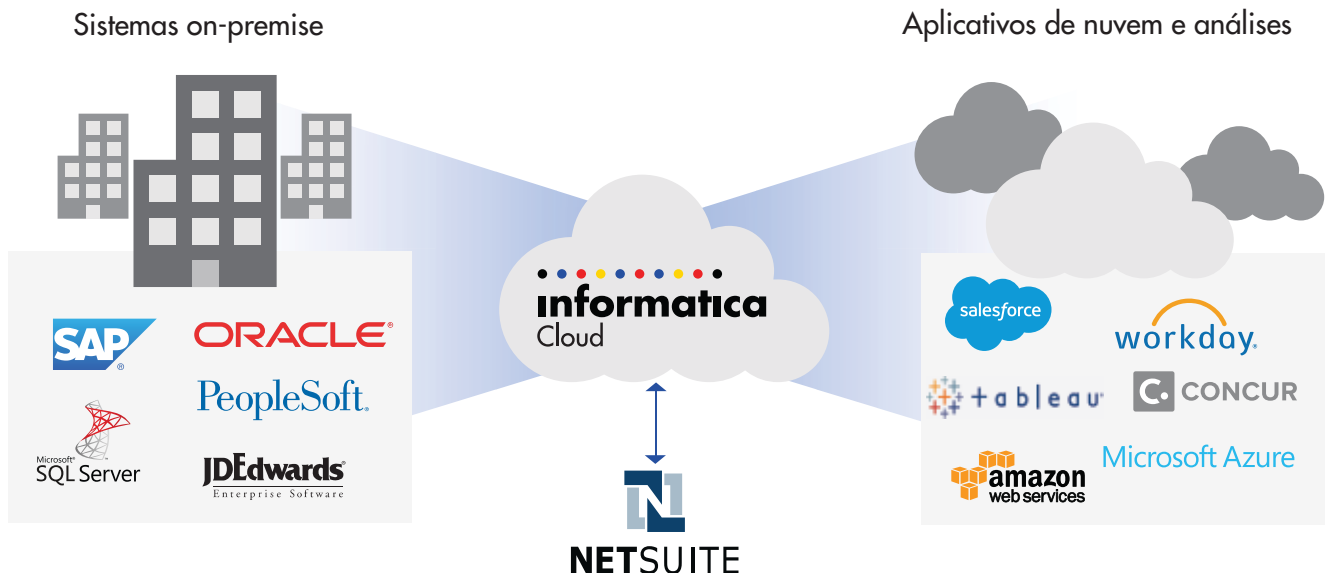 Sistemas on-premise
Aplicativos de nuvem e análises
SAP®
ORACLE®
PeopleSoft®
Microsoft®
SQL Server™
JDEdwards®
Enterprise Software
informatica
Cloud
NETSUITE
salesforce
workday®
tableau®
C. CONCUR
amazon
web services
Microsoft Azure